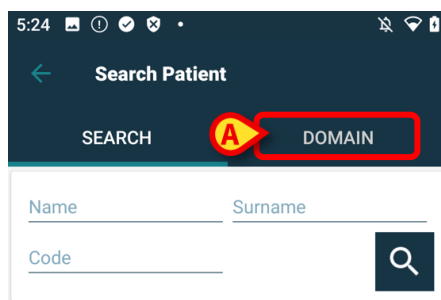 5:24
Search Patient
SEARCH A DOMAIN
Name Surname
Code